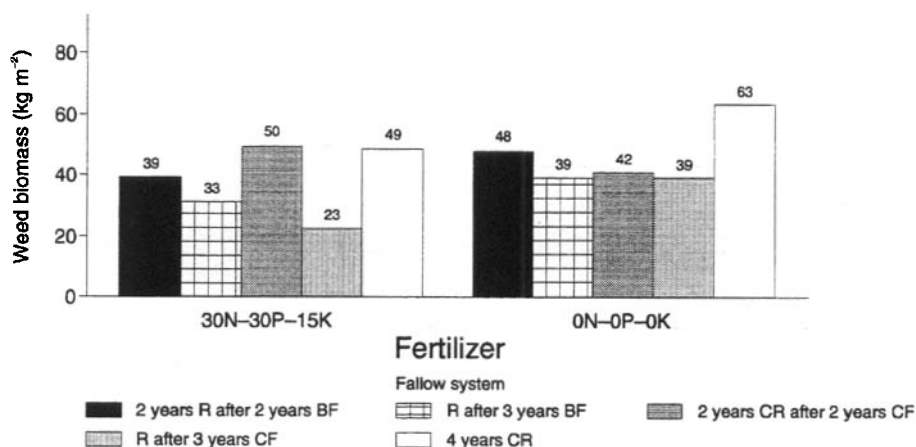 Weed biomass (kg m⁻²)
80
60
40
20
0
39
33
50
23
49
48
39
42
39
63
30N–30P–15K
0N–0P–0K
Fertilizer
Fallow system
2 years R after 2 years BF
R after 3 years BF
2 years CR after 2 years CF
R after 3 years CF
4 years CR